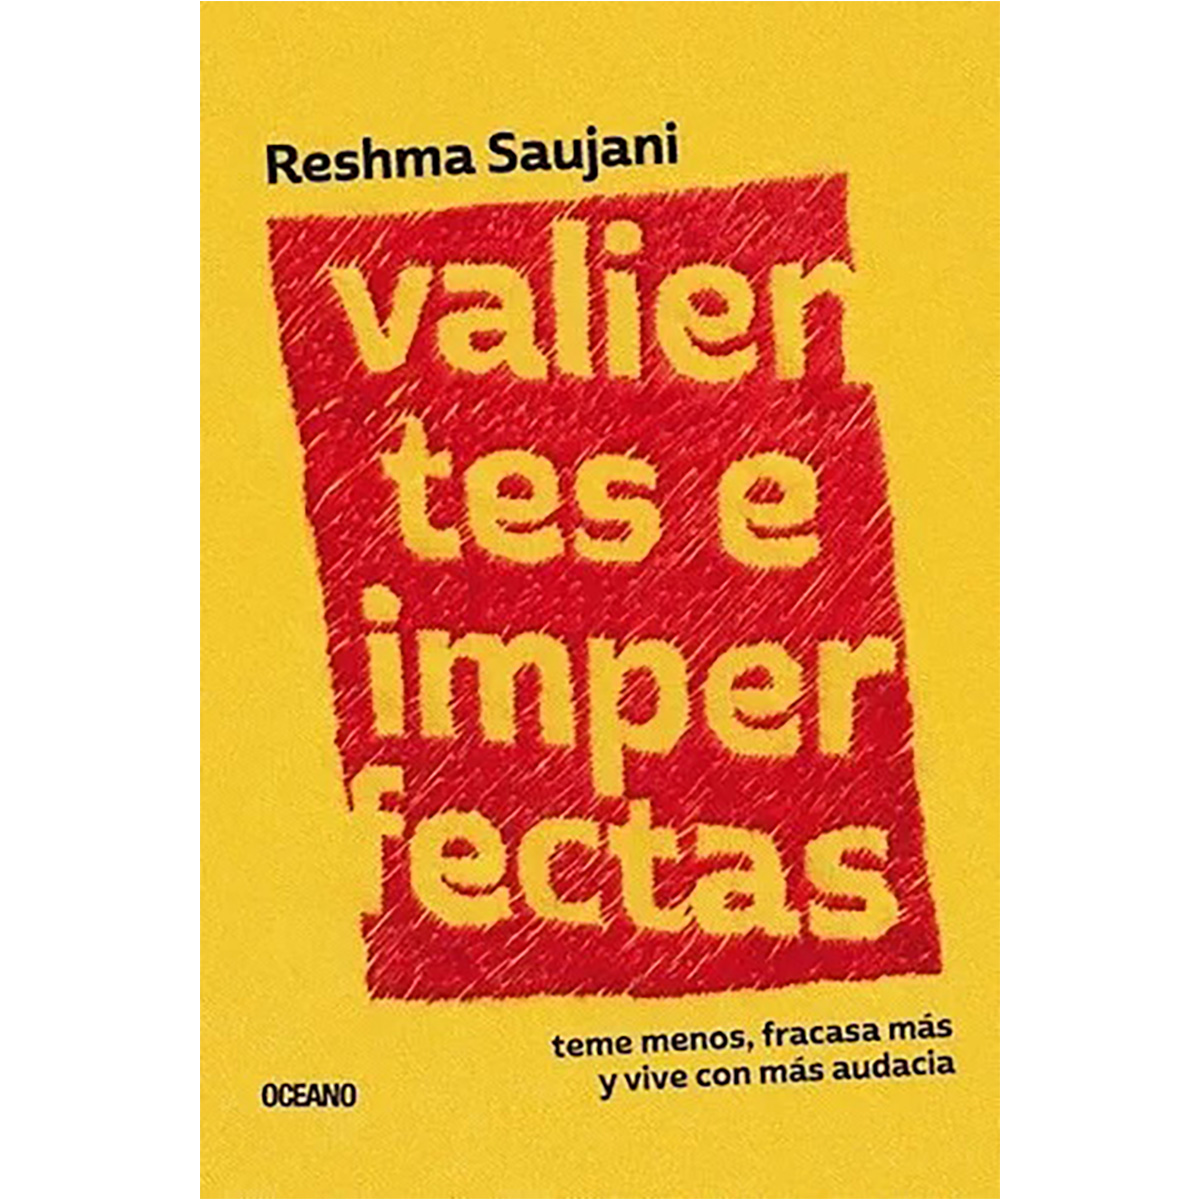 Reshma Saujani
valien
tes e
imper
fectas
teme menos, fracasa más
y vive con más audacia
OCEANO